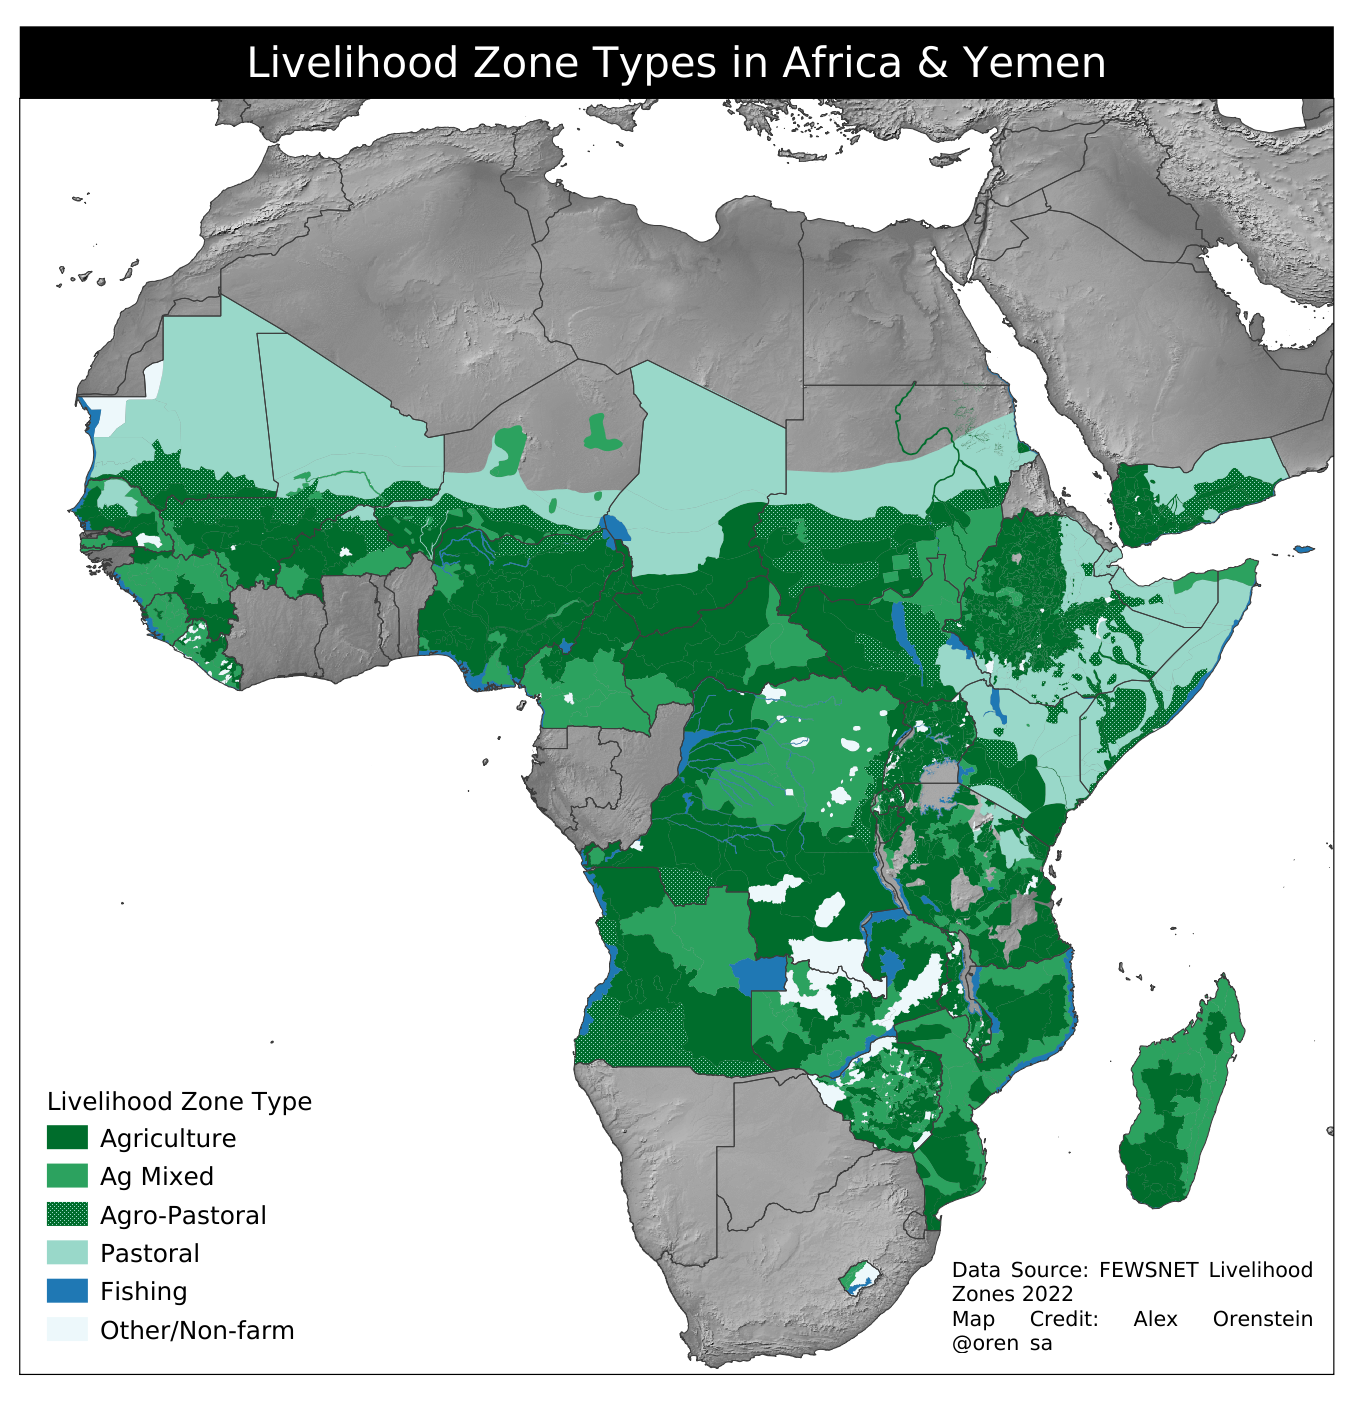 Livelihood Zone Types in Africa & Yemen
Livelihood Zone Type
Agriculture
Ag Mixed
Agro-Pastoral
Pastoral
Fishing
Other/Non-farm
Data Source: FEWSNET Livelihood
Zones 2022
Map Credit: Alex Orenstein
@oren sa